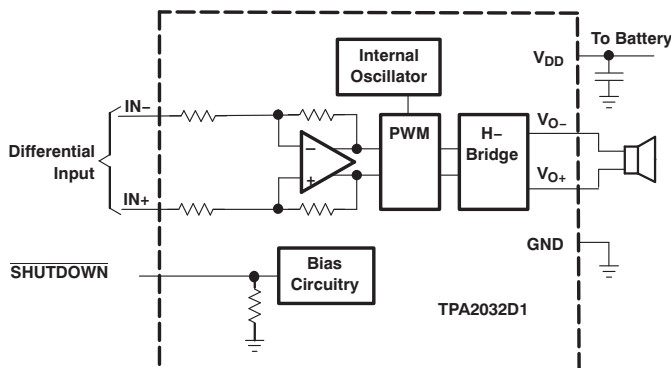 To Battery
Internal
Oscillator
VDD
IN−
VO−
PWM
H−
Bridge
−
Differential
Input
+
VO+
IN+
GND
SHUTDOWN
Bias
Circuitry
TPA2032D1